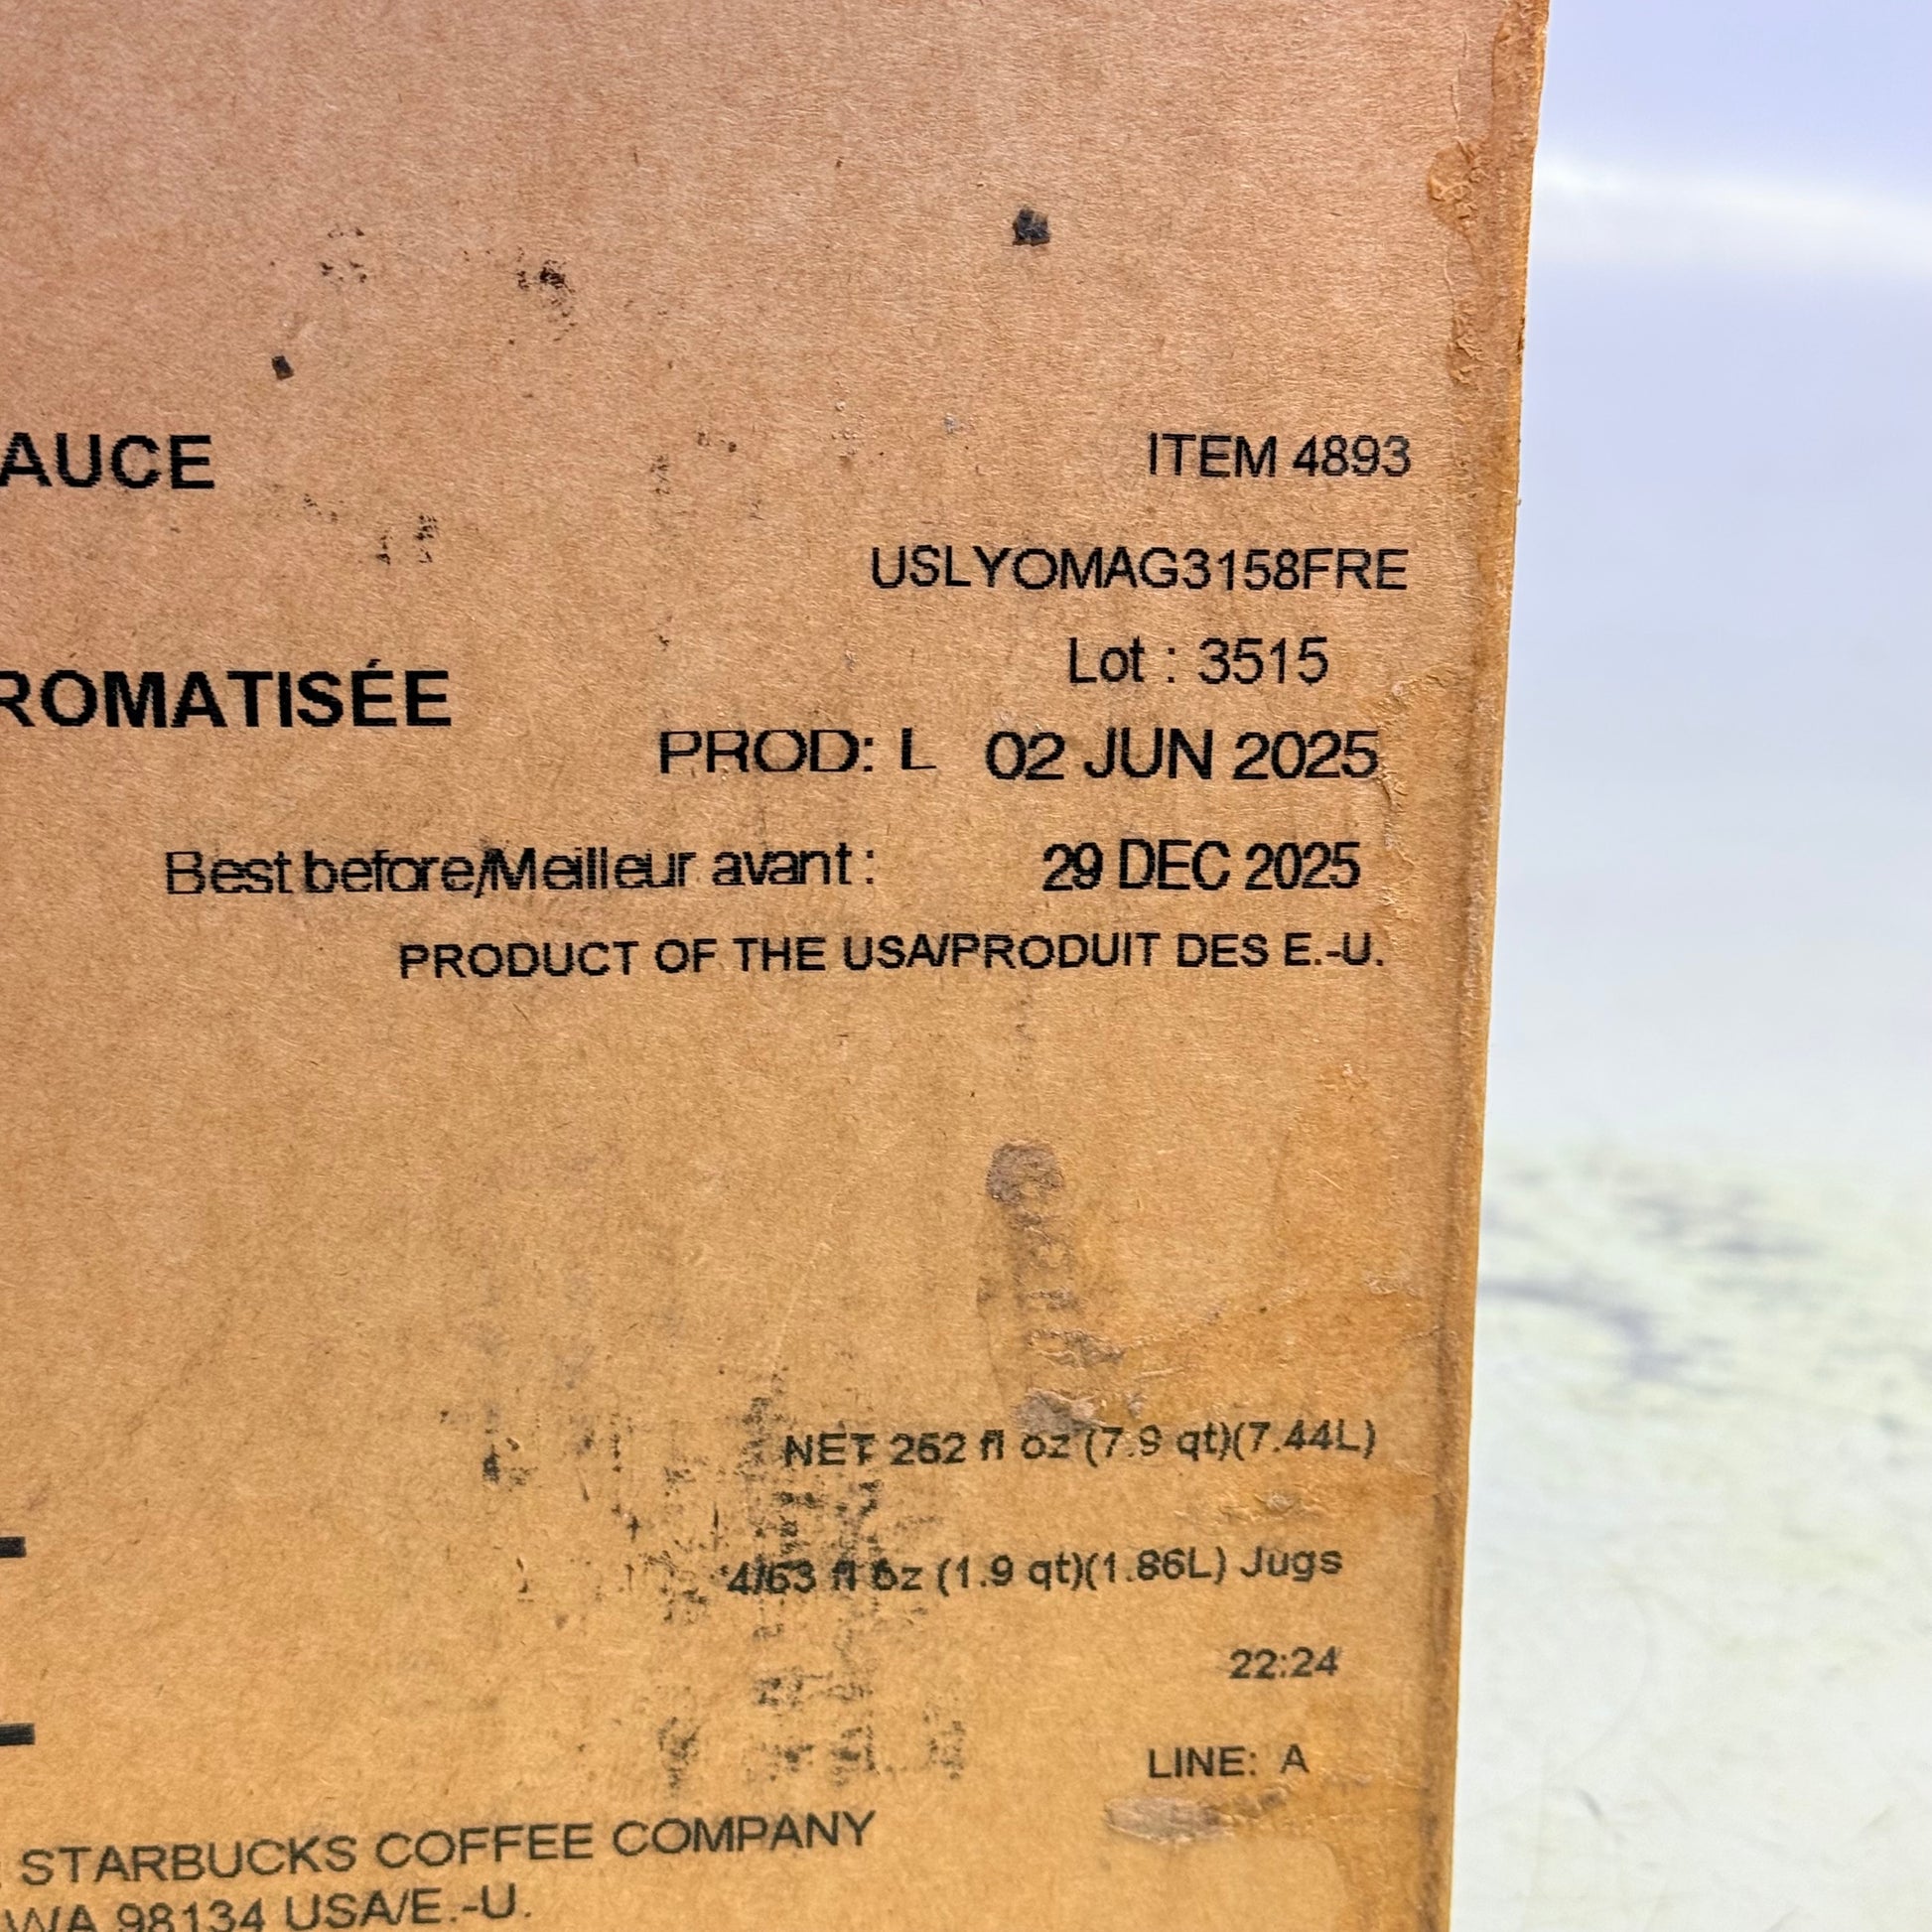 AUCE
ITEM 4893
USLYOMAG3158FRE
Lot : 3515
ROMATISÉE
PROD: L 02 JUN 2025
Best before/Meilleur avant : 29 DEC 2025
PRODUCT OF THE USA/PRODUIT DES E.-U.
NET 252 fl oz (7.9 qt)(7.44L)
4/63 fl oz (1.9 qt)(1.86L) Jugs
22:24
LINE: A
STARBUCKS COFFEE COMPANY
WA 98134 USA/E.-U.